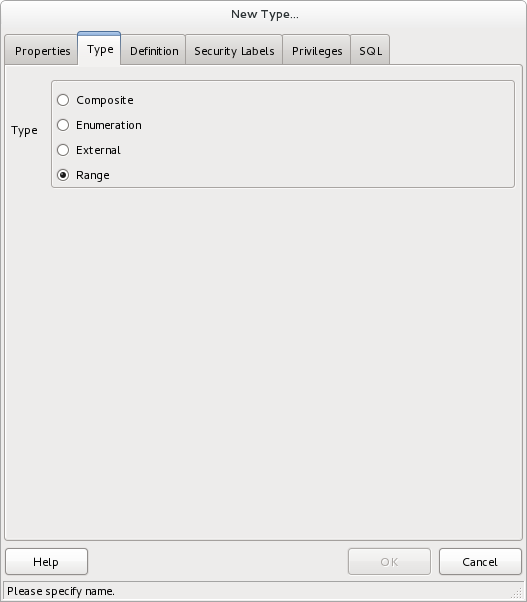 New Type...
Properties Type Definition Security Labels Privileges SQL
Composite
Enumeration
Type
External
Range
Help OK Cancel
Please specify name.